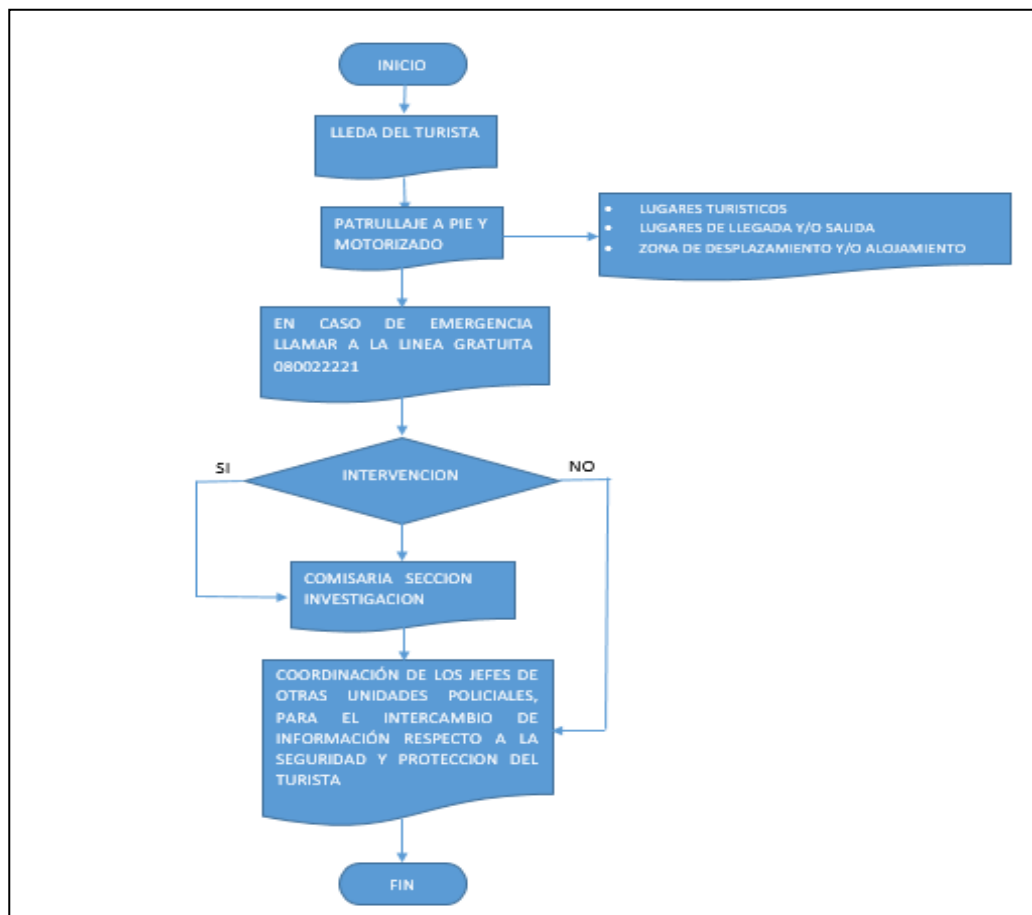 INICIO
LLEDA DEL TURISTA
PATRULLAJE A PIE Y
MOTORIZADO
• LUGARES TURISTICOS
• LUGARES DE LLEGADA Y/O SALIDA
• ZONA DE DESPLAZAMIENTO Y/O ALOJAMIENTO
EN CASO DE EMERGENCIA
LLAMAR A LA LINEA GRATUITA
080022221
SI
INTERVENCION
NO
COMISARIA SECCION
INVESTIGACION
COORDINACIÓN DE LOS JEFES DE
OTRAS UNIDADES POLICIALES,
PARA EL INTERCAMBIO DE
INFORMACIÓN RESPECTO A LA
SEGURIDAD Y PROTECCION DEL
TURISTA
FIN